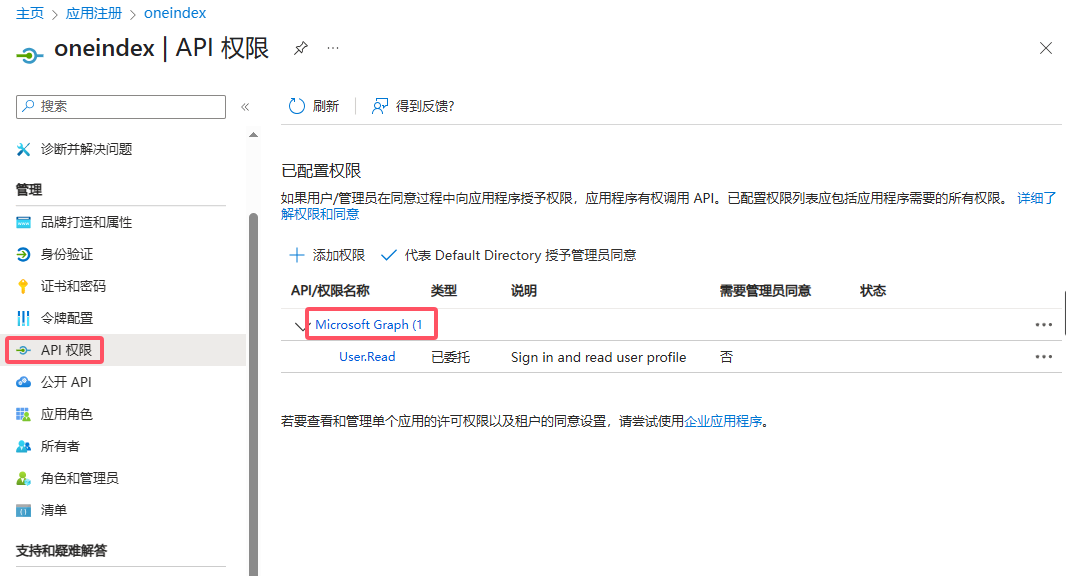 主页 > 应用注册 > oneindex
oneindex | API 权限
搜索
诊断并解决问题
管理
品牌打造和属性
身份验证
证书和密码
令牌配置
API 权限
公开 API
应用角色
所有者
角色和管理员
清单
支持和疑难解答
刷新
得到反馈?
已配置权限
如果用户/管理员在同意过程中向应用程序授予权限，应用程序有权调用 API。已配置权限列表应包括应用程序需要的所有权限。 详细了
解权限和同意
添加权限 代表 Default Directory 授予管理员同意
API/权限名称 类型 说明 需要管理员同意 状态
Microsoft Graph (1
User.Read 已委托 Sign in and read user profile 否
若要查看和管理单个应用的许可权限以及租户的同意设置，请尝试使用企业应用程序。